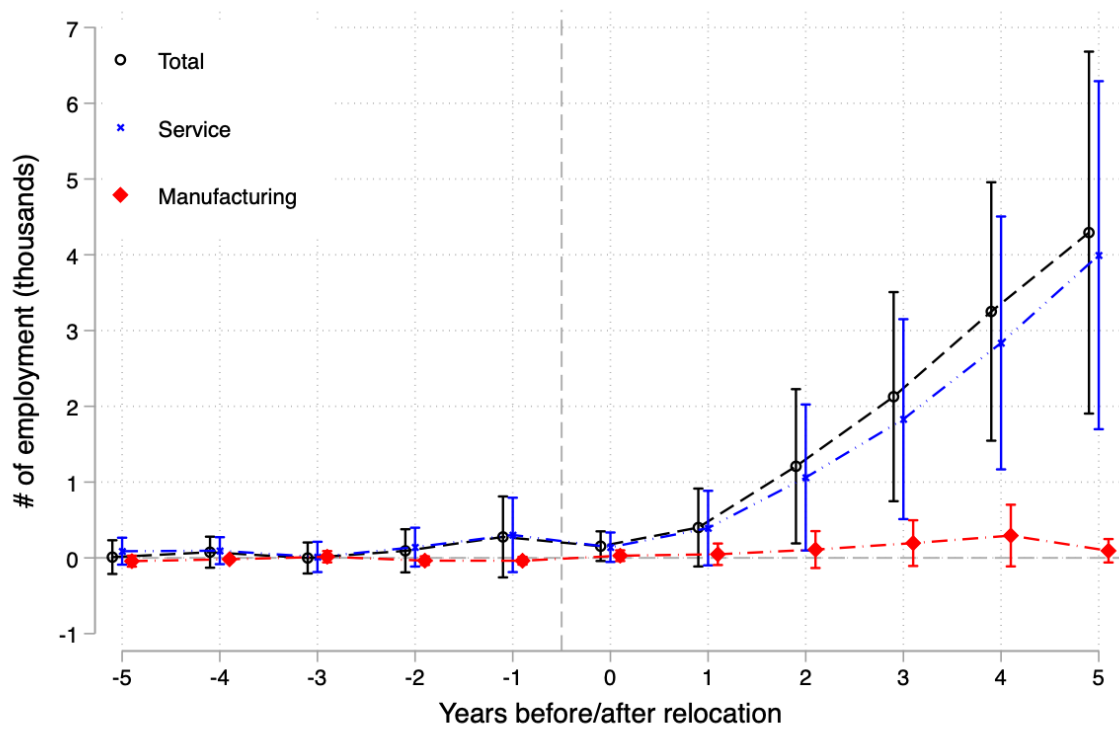 7
6
5
4
3
2
1
0
-1
# of employment (thousands)
Total
Service
Manufacturing
-5 -4 -3 -2 -1 0 1 2 3 4 5
Years before/after relocation